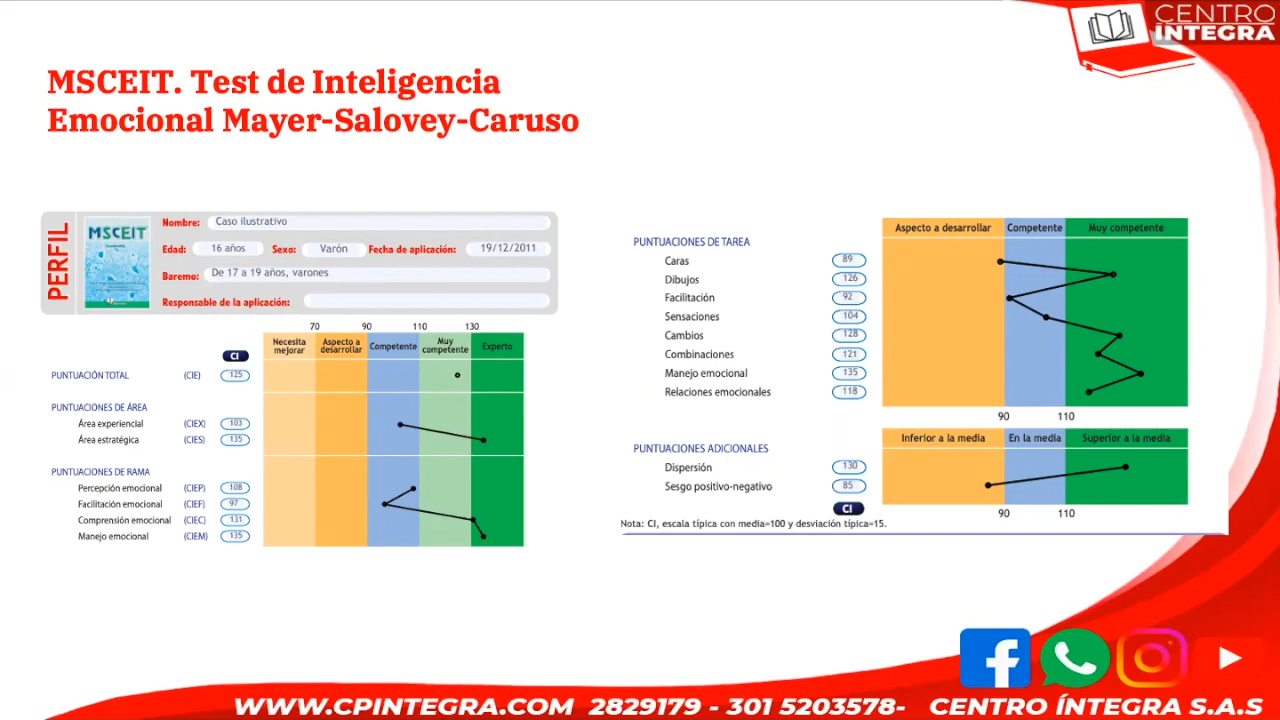 CENTRO
INTEGRA
MSCEIT. Test de Inteligencia
Emocional Mayer-Salovey-Caruso
PERFIL
MSCEIT
Nombre: Caso ilustrativo
Edad: 16 años Sexo: Varón Fecha de aplicación: 19/12/2011
Baremo: De 17 a 19 años, varones
Responsable de la aplicación:
70 90 110 130
CI
Necesita mejorar
Aspecto a desarrollar
Competente
Muy competente
Experto
PUNTUACIÓN TOTAL (CIE) 125
PUNTUACIONES DE ÁREA
Área experiencial (CIEX) 103
Área estratégica (CIES) 135
PUNTUACIONES DE RAMA
Percepción emocional (CIEP) 108
Facilitación emocional (CIEF) 97
Comprensión emocional (CIEC) 131
Manejo emocional (CIEM) 135
Aspecto a desarrollar Competente Muy competente
PUNTUACIONES DE TAREA
Caras 89
Dibujos 126
Facilitación 92
Sensaciones 104
Cambios 128
Combinaciones 121
Manejo emocional 135
Relaciones emocionales 118
90 110
Inferior a la media En la media Superior a la media
PUNTUACIONES ADICIONALES
Dispersión 130
Sesgo positivo-negativo 85
CI
90 110
Nota: CI, escala típica con media=100 y desviación típica=15.
WWW.CPINTEGRA.COM 2829179 - 301 5203578- CENTRO ÍNTEGRA S.A.S